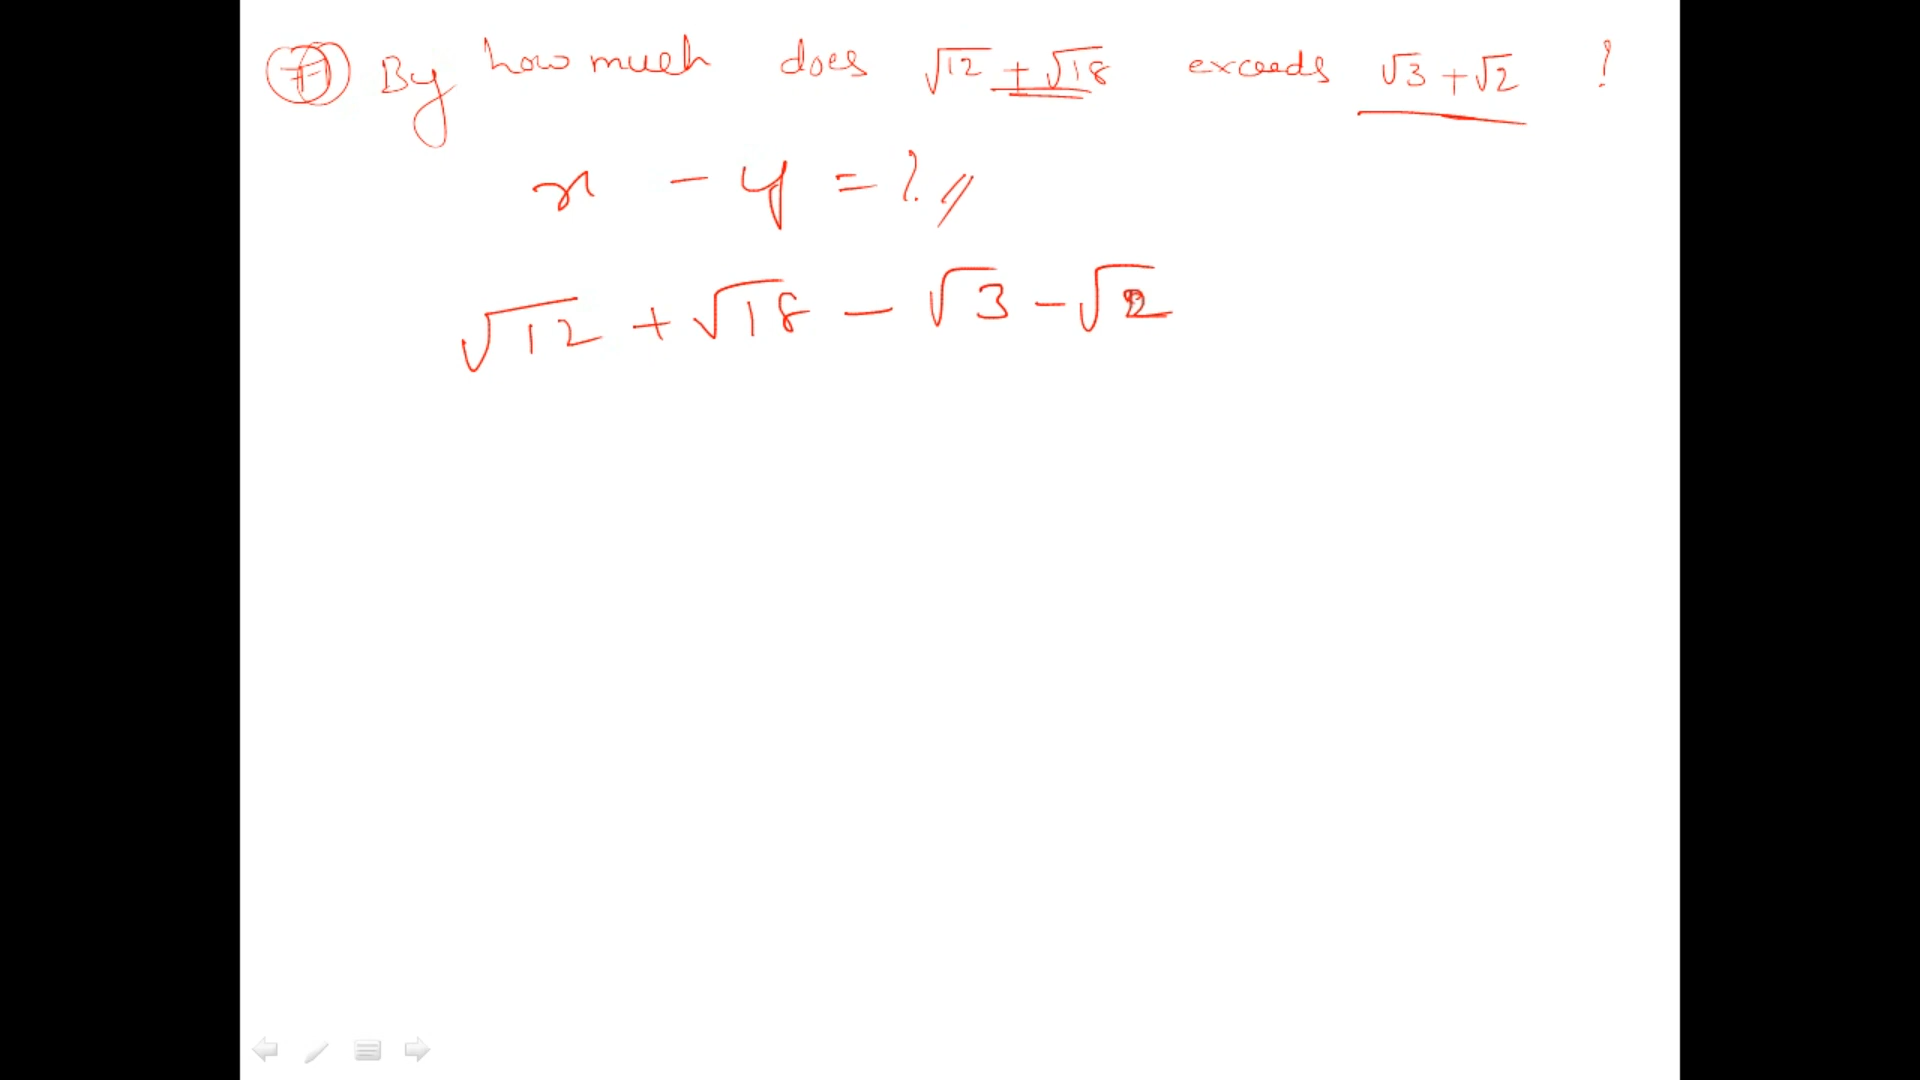 7 By how much does √12 + √18 exceeds √3 + √2 ?
x - y = ?
√12 + √18 - √3 - √2